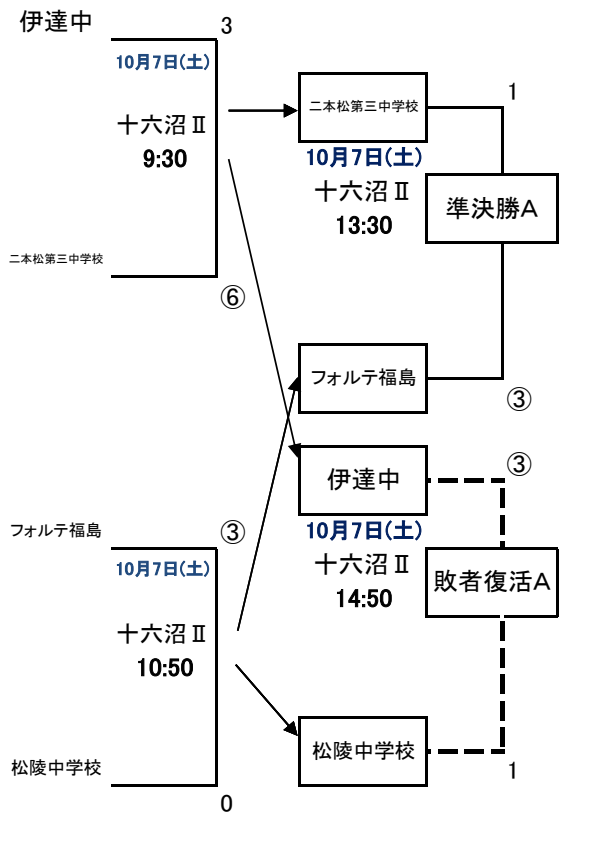 伊達中
3
10月7日(土)
十六沼Ⅱ
9:30
二本松第三中学校
⑥
フォルテ福島
③
10月7日(土)
十六沼Ⅱ
10:50
松陵中学校
0
二本松第三中学校
1
10月7日(土)
十六沼Ⅱ
13:30
準決勝A
フォルテ福島
③
伊達中
③
10月7日(土)
十六沼Ⅱ
14:50
敗者復活A
松陵中学校
1